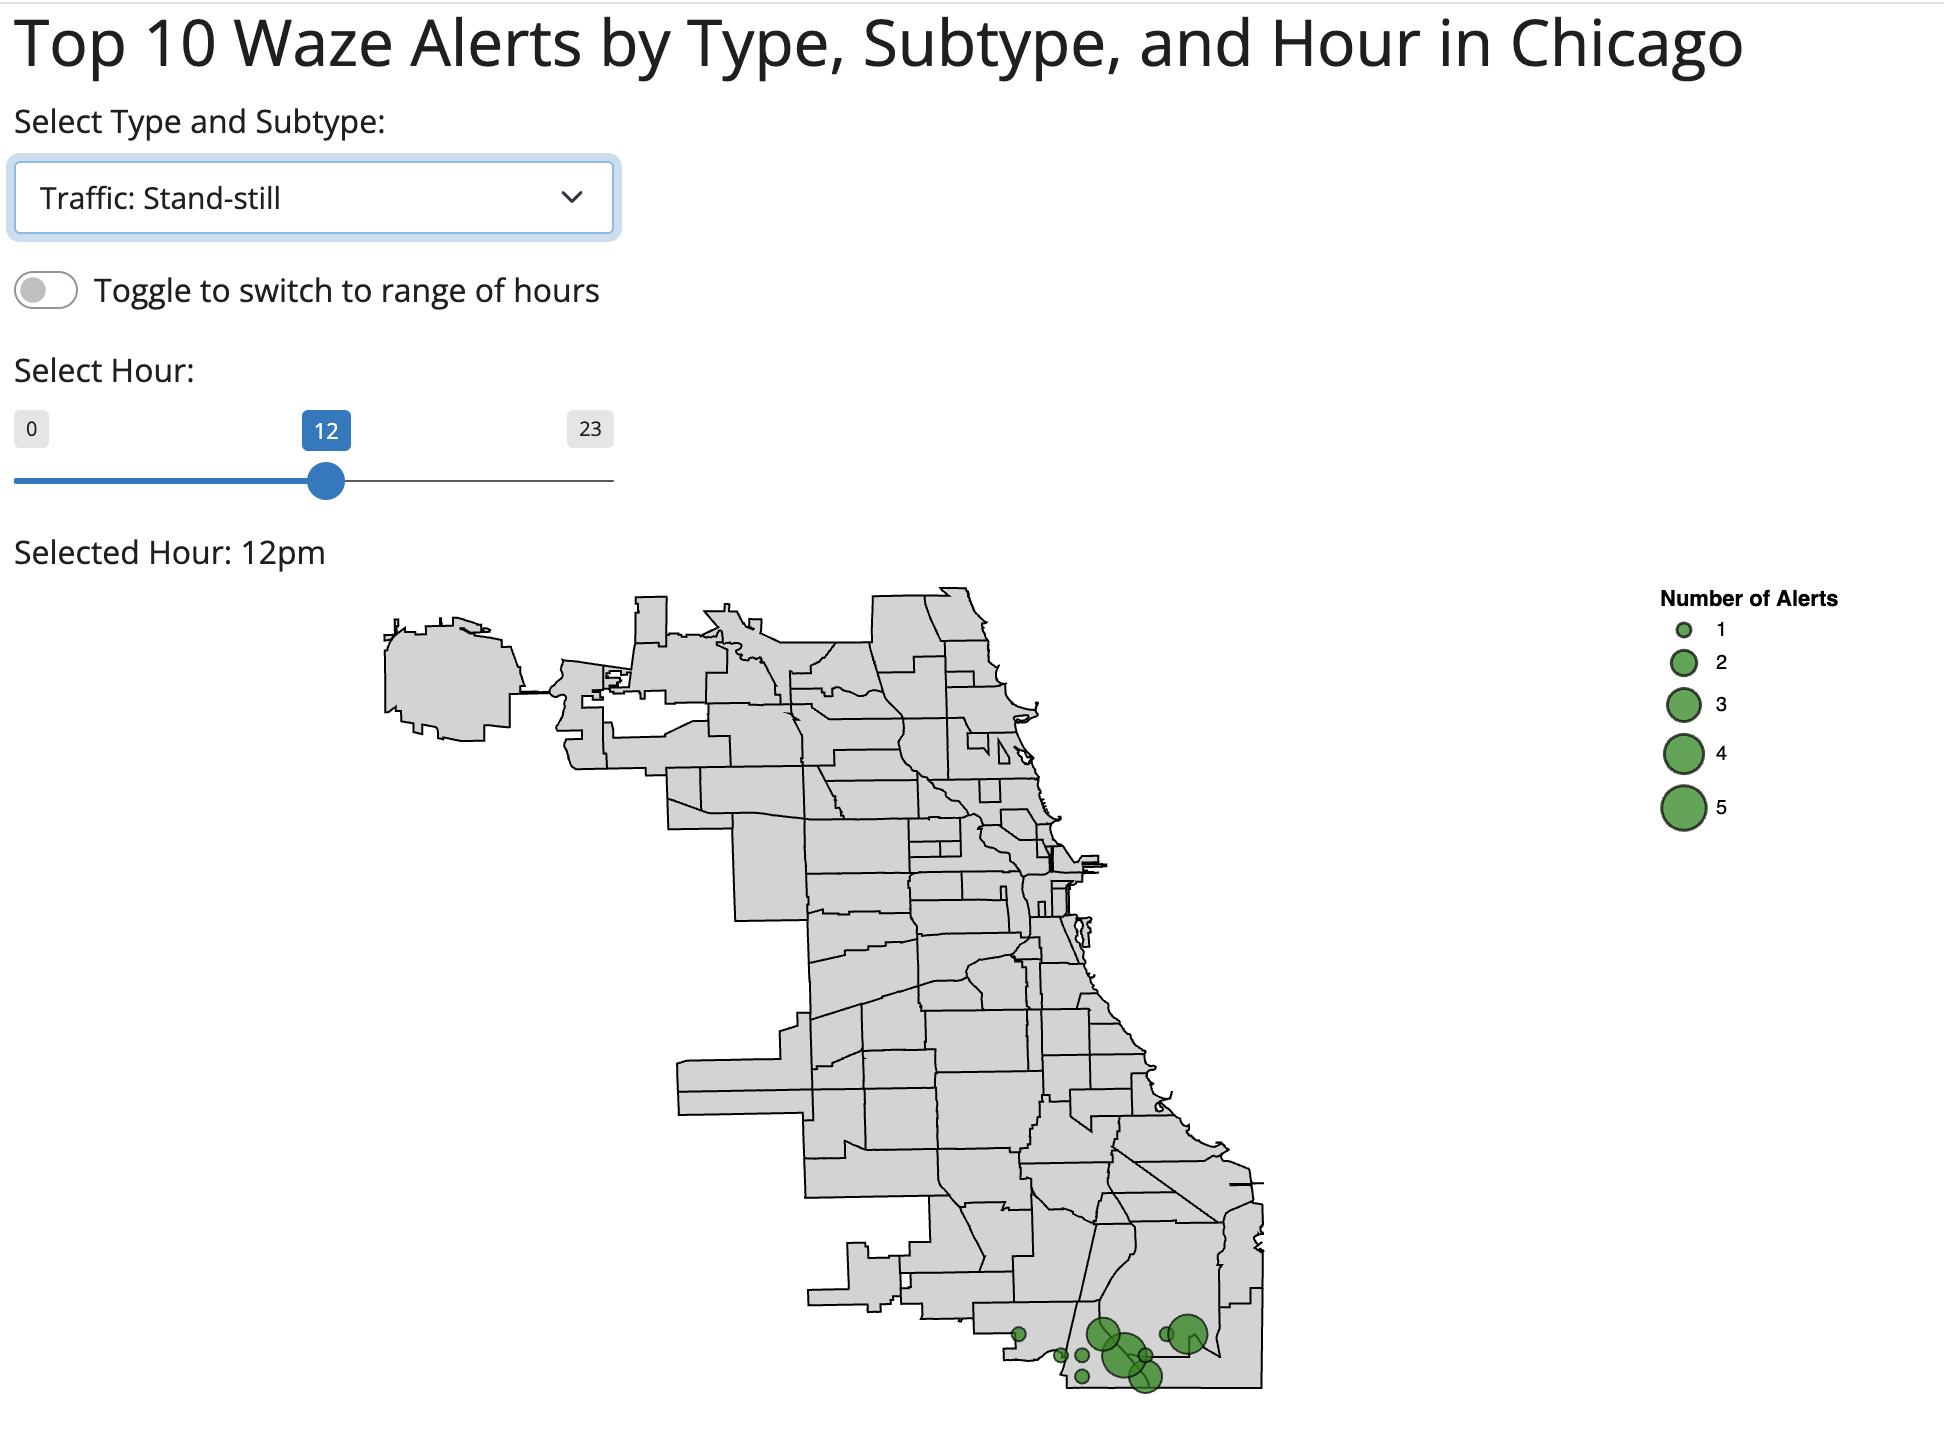 Top 10 Waze Alerts by Type, Subtype, and Hour in Chicago
Select Type and Subtype:
Traffic: Stand-still
Toggle to switch to range of hours
Select Hour:
0 12 23
Selected Hour: 12pm
Number of Alerts
1
2
3
4
5